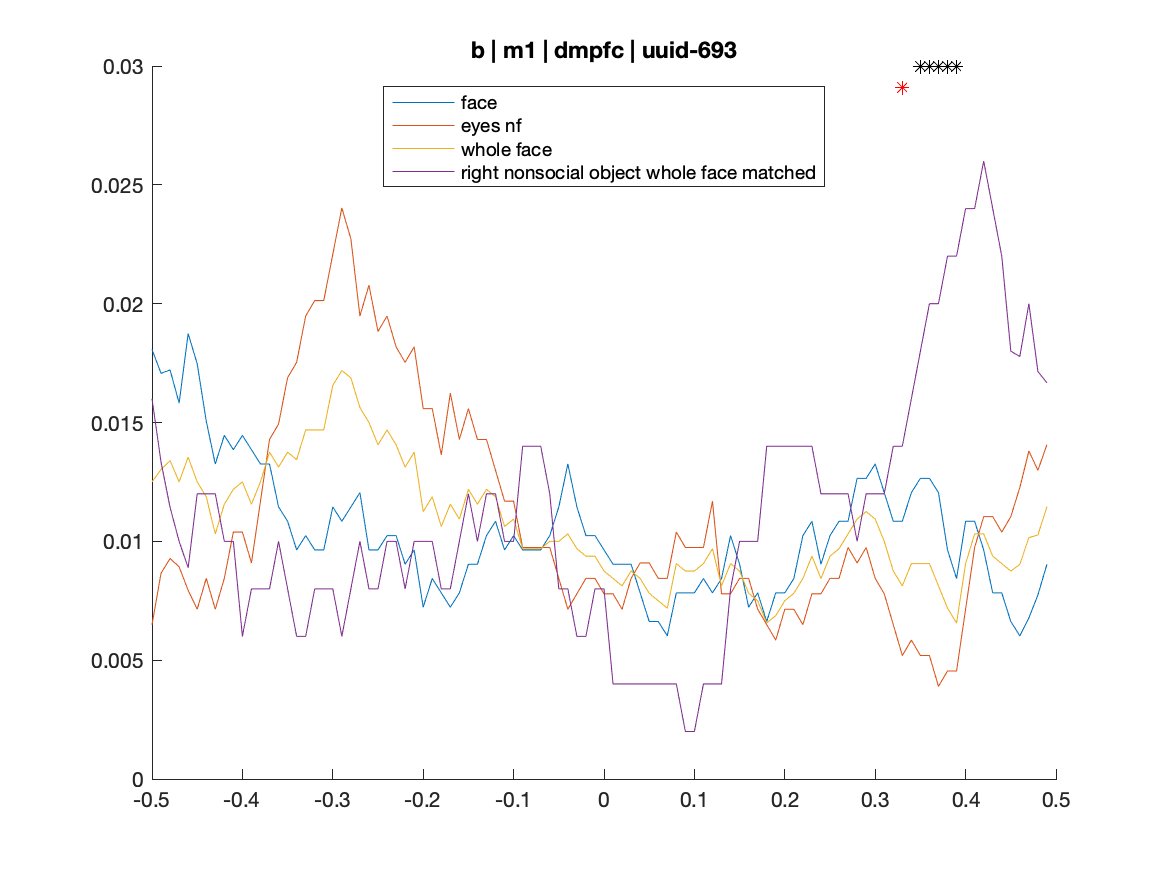 b | m1 | dmpfc | uuid-693
face
eyes nf
whole face
right nonsocial object whole face matched
0.03
0.025
0.02
0.015
0.01
0.005
0
-0.5 -0.4 -0.3 -0.2 -0.1 0 0.1 0.2 0.3 0.4 0.5